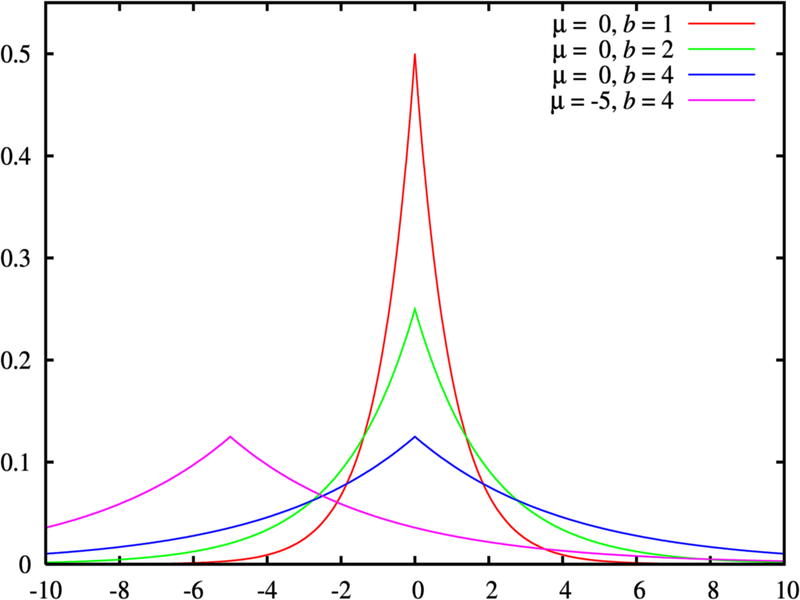 μ = 0, b = 1
μ = 0, b = 2
μ = 0, b = 4
μ = -5, b = 4
0.5
0.4
0.3
0.2
0.1
0
-10 -8 -6 -4 -2 0 2 4 6 8 10